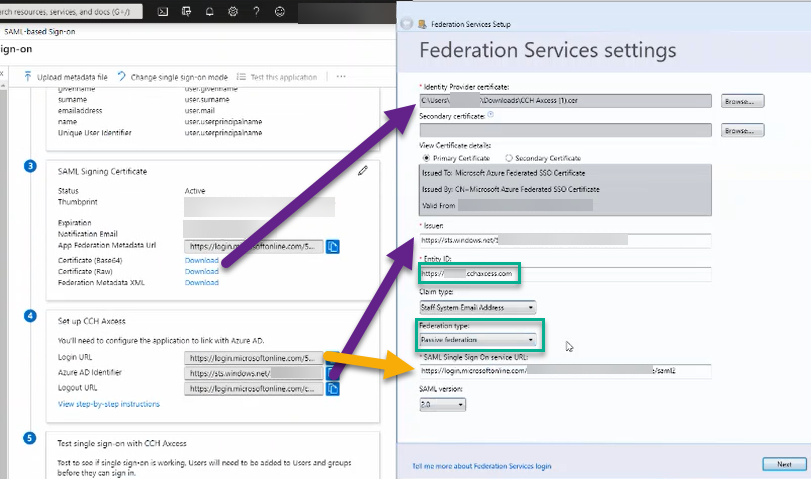 ch resources, services, and docs (G+/)
SAML-based Sign-on
ign-on
Upload metadata file
Change single sign-on mode
Test this application
...
givenname
user.givenname
surname
user.surname
emailaddress
user.mail
name
user.userprincipalname
Unique User Identifier
user.userprincipalname
3
SAML Signing Certificate
Status
Active
Thumbprint
Expiration
Notification Email
App Federation Metadata Url
https://login.microsoftonline.com/5...
Certificate (Base64)
Download
Certificate (Raw)
Download
Federation Metadata XML
Download
4
Set up CCH Axcess
You'll need to configure the application to link with Azure AD.
Login URL
https://login.microsoftonline.com/5...
Azure AD Identifier
https://sts.windows.net/
Logout URL
https://login.microsoftonline.com/c...
View step-by-step instructions
5
Test single sign-on with CCH Axcess
Test to see if single sign-on is working. Users will need to be added to Users and groups
before they can sign in.
Federation Services Setup
Federation Services settings
* Identity Provider certificate:
C:\Users\ \Downloads\CCH Axcess (1).cer
Browse...
Secondary certificate:
Browse...
View Certificate details:
Primary Certificate
Secondary Certificate
Issued To: Microsoft Azure Federated SSO Certificate
Issued By: CN=Microsoft Azure Federated SSO Certificate
Valid From
* Issuer:
https://sts.windows.net/5
* Entity ID:
https:// .cchaxcess.com
Claim type:
Staff System Email Address
Federation type:
Passive federation
* SAML Single Sign On service URL:
https://login.microsoftonline.com/ /saml2
SAML version:
2.0
Tell me more about Federation Services login
Next